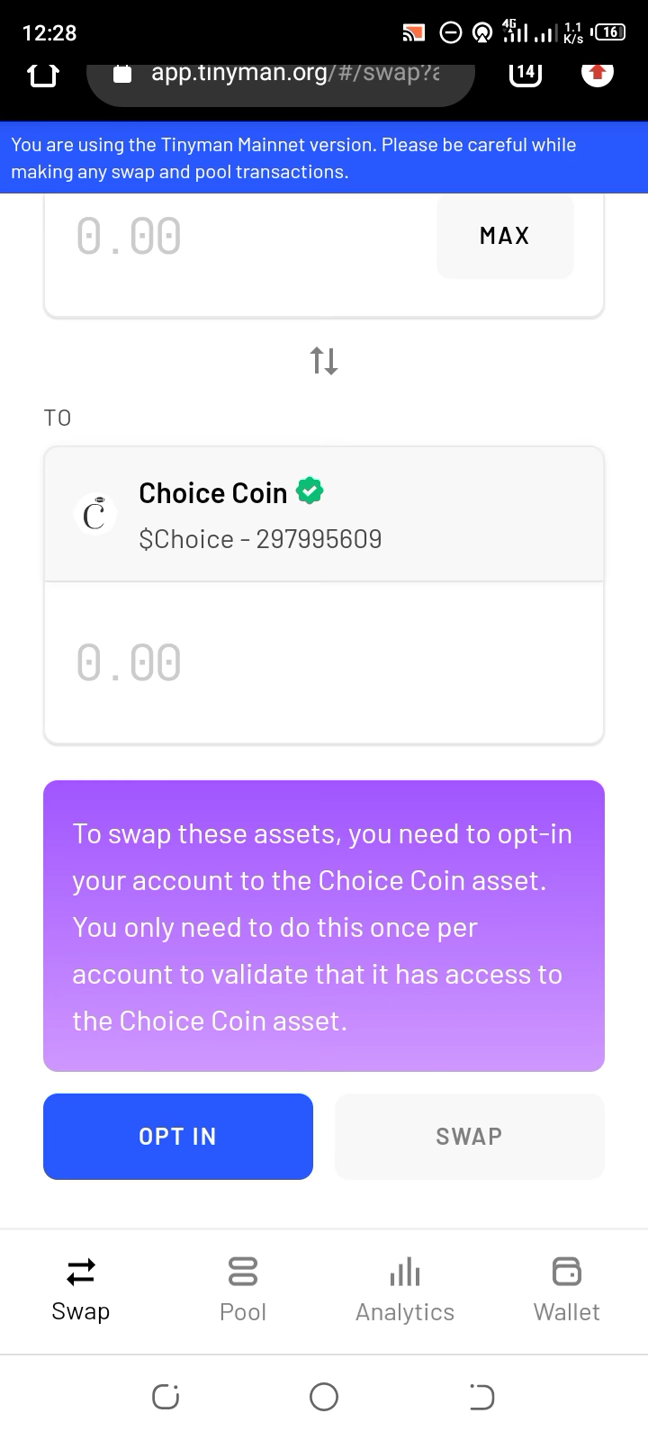 12:28
4G
1.1
K/s
16
app.tinyman.org/#/swap?a
14
You are using the Tinyman Mainnet version. Please be careful while
making any swap and pool transactions.
0.00
MAX
TO
Choice Coin
$Choice - 297995609
0.00
To swap these assets, you need to opt-in
your account to the Choice Coin asset.
You only need to do this once per
account to validate that it has access to
the Choice Coin asset.
OPT IN
SWAP
Swap
Pool
Analytics
Wallet